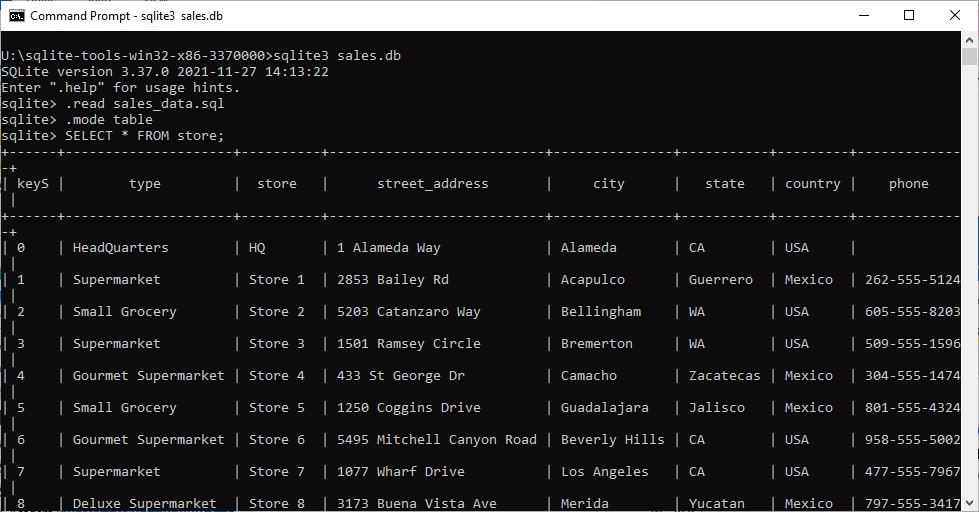 Command Prompt - sqlite3 sales.db
U:\sqlite-tools-win32-x86-3370000>sqlite3 sales.db
SQLite version 3.37.0 2021-11-27 14:13:22
Enter ".help" for usage hints.
sqlite> .read sales_data.sql
sqlite> .mode table
sqlite> SELECT * FROM store;
+------+---------------------+----------+---------------------------+---------------+-----------+---------+-------------
-+
| keyS |        type         |  store   |      street_address       |     city      |   state   | country |    phone
 |
+------+---------------------+----------+---------------------------+---------------+-----------+---------+-------------
-+
| 0    | HeadQuarters        | HQ       | 1 Alameda Way             | Alameda       | CA        | USA     |
 |
| 1    | Supermarket         | Store 1  | 2853 Bailey Rd            | Acapulco      | Guerrero  | Mexico  | 262-555-5124
 |
| 2    | Small Grocery       | Store 2  | 5203 Catanzaro Way        | Bellingham    | WA        | USA     | 605-555-8203
 |
| 3    | Supermarket         | Store 3  | 1501 Ramsey Circle        | Bremerton     | WA        | USA     | 509-555-1596
 |
| 4    | Gourmet Supermarket | Store 4  | 433 St George Dr          | Camacho       | Zacatecas | Mexico  | 304-555-1474
 |
| 5    | Small Grocery       | Store 5  | 1250 Coggins Drive        | Guadalajara   | Jalisco   | Mexico  | 801-555-4324
 |
| 6    | Gourmet Supermarket | Store 6  | 5495 Mitchell Canyon Road | Beverly Hills | CA        | USA     | 958-555-5002
 |
| 7    | Supermarket         | Store 7  | 1077 Wharf Drive          | Los Angeles   | CA        | USA     | 477-555-7967
 |
| 8    | Deluxe Supermarket  | Store 8  | 3173 Buena Vista Ave      | Merida        | Yucatan   | Mexico  | 797-555-3417